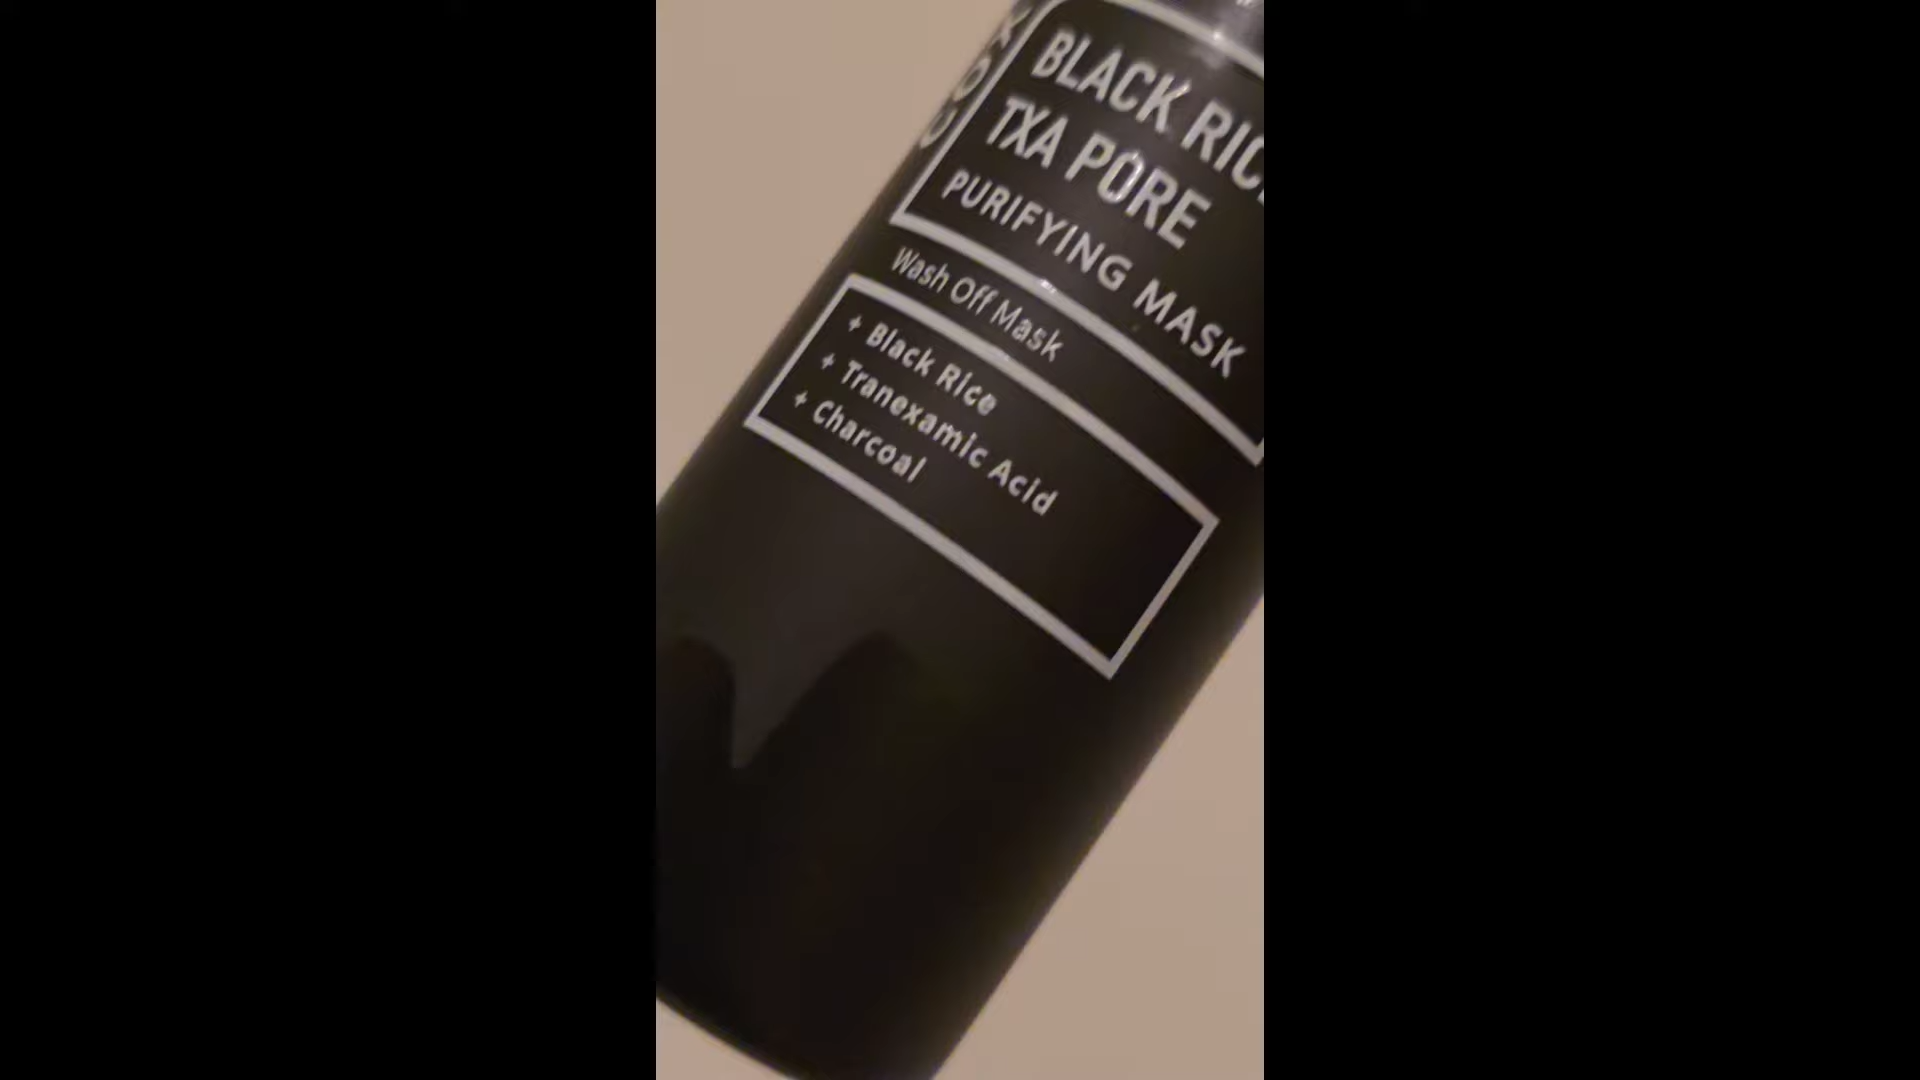 BLACK RIC
TXA PORE
PURIFYING MASK
Wash Off Mask
+ Black Rice
+ Tranexamic Acid
+ Charcoal